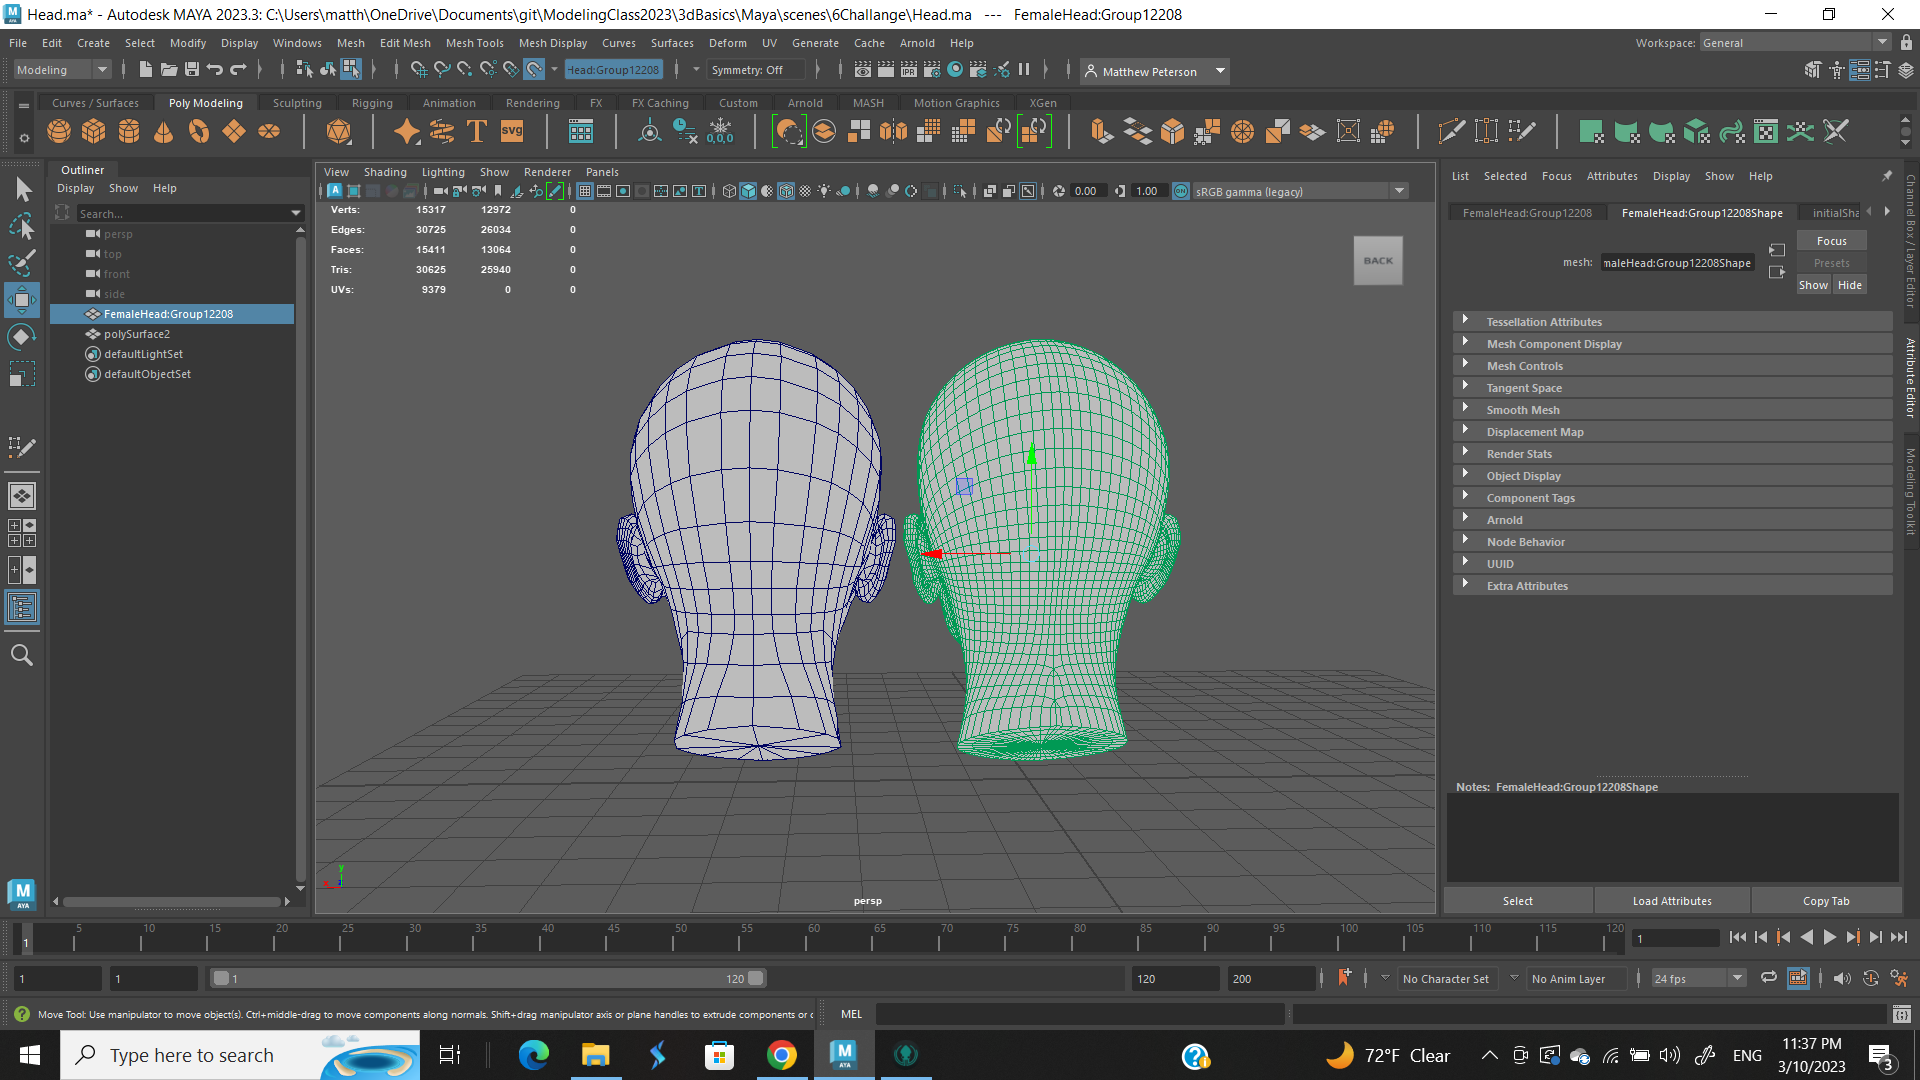 Head.ma* - Autodesk MAYA 2023.3: C:\Users\matth\OneDrive\Documents\git\ModelingClass2023\3dBasics\Maya\scenes\6Challange\Head.ma --- FemaleHead:Group12208
File Edit Create Select Modify Display Windows Mesh Edit Mesh Mesh Tools Mesh Display Curves Surfaces Deform UV Generate Cache Arnold Help
Workspace: General
Modeling
Head:Group12208
Symmetry: Off
IPR
Matthew Peterson
Curves / Surfaces Poly Modeling Sculpting Rigging Animation Rendering FX FX Caching Custom Arnold MASH Motion Graphics XGen
SVG
0,0,0
Outliner
Display Show Help
Search...
persp
top
front
side
FemaleHead:Group12208
polySurface2
defaultLightSet
defaultObjectSet
View Shading Lighting Show Renderer Panels
0.00 1.00 ON sRGB gamma (legacy)
Verts: 15317 12972 0
Edges: 30725 26034 0
Faces: 15411 13064 0
Tris: 30625 25940 0
UVs: 9379 0 0
BACK
y
x
z
persp
List Selected Focus Attributes Display Show Help
FemaleHead:Group12208 FemaleHead:Group12208Shape initialSha
mesh: maleHead:Group12208Shape
Focus
Presets
Show Hide
Tessellation Attributes
Mesh Component Display
Mesh Controls
Tangent Space
Smooth Mesh
Displacement Map
Render Stats
Object Display
Component Tags
Arnold
Node Behavior
UUID
Extra Attributes
Notes: FemaleHead:Group12208Shape
Select Load Attributes Copy Tab
Channel Box / Layer Editor
Attribute Editor
Modeling Toolkit
M
AYA
1 5 10 15 20 25 30 35 40 45 50 55 60 65 70 75 80 85 90 95 100 105 110 115 120
1
1 1 1 120 120 200 No Character Set No Anim Layer 24 fps
Move Tool: Use manipulator to move object(s). Ctrl+middle-drag to move components along normals. Shift+drag manipulator axis or plane handles to extrude components or c
MEL
Type here to search
72°F Clear
ENG
11:37 PM
3/10/2023
3